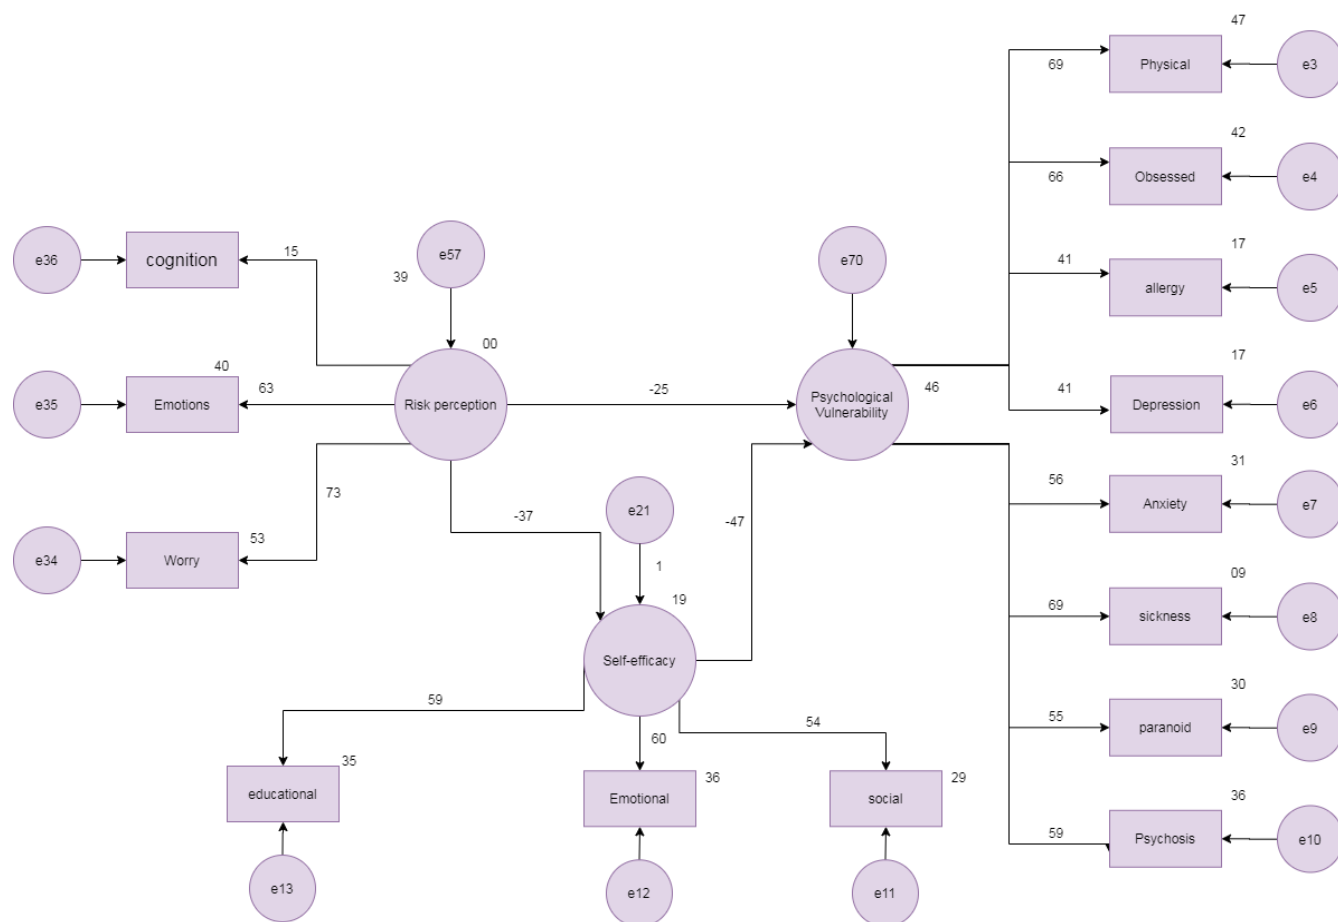 47
Physical
e3
69
42
Obsessed
e4
66
17
allergy
e5
41
17
Depression
e6
41
31
Anxiety
e7
56
09
sickness
e8
69
30
paranoid
e9
55
36
Psychosis
e10
59
e36
cognition
15
e57
39
00
e70
e35
Emotions
40
63
Risk perception
-25
Psychological
Vulnerability
46
e34
Worry
53
73
-37
e21
1
19
-47
Self-efficacy
59
60
54
educational
35
Emotional
36
social
29
e13
e12
e11